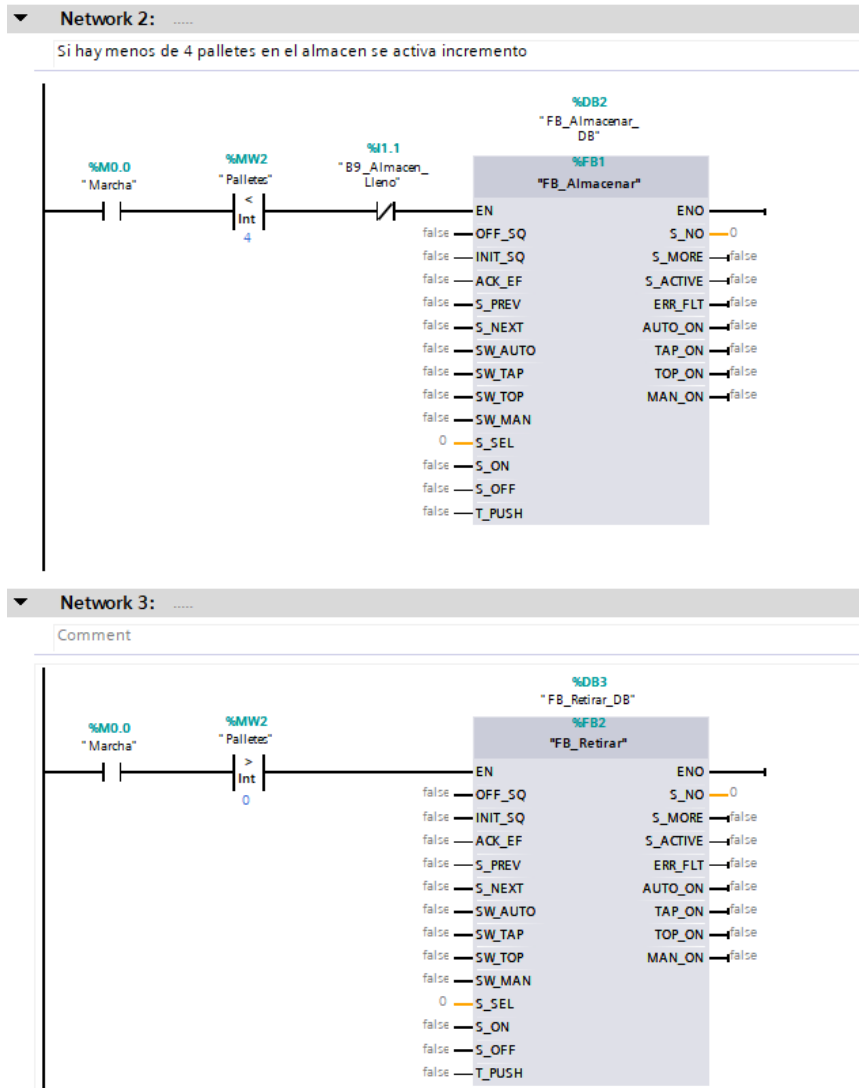 Network 2: .....
Si hay menos de 4 palletes en el almacen se activa incremento
%DB2
"FB_Almacenar_
DB"
%M0.0
"Marcha"
%MW2
"Palletes"
<
Int
4
%I1.1
"B9_Almacen_
Lleno"
%FB1
"FB_Almacenar"
EN ENO
false OFF_SQ S_NO 0
false INIT_SQ S_MORE false
false ACK_EF S_ACTIVE false
false S_PREV ERR_FLT false
false S_NEXT AUTO_ON false
false SW_AUTO TAP_ON false
false SW_TAP TOP_ON false
false SW_TOP MAN_ON false
false SW_MAN
0 S_SEL
false S_ON
false S_OFF
false T_PUSH
Network 3: .....
Comment
%DB3
"FB_Retirar_DB"
%M0.0
"Marcha"
%MW2
"Palletes"
>
Int
0
%FB2
"FB_Retirar"
EN ENO
false OFF_SQ S_NO 0
false INIT_SQ S_MORE false
false ACK_EF S_ACTIVE false
false S_PREV ERR_FLT false
false S_NEXT AUTO_ON false
false SW_AUTO TAP_ON false
false SW_TAP TOP_ON false
false SW_TOP MAN_ON false
false SW_MAN
0 S_SEL
false S_ON
false S_OFF
false T_PUSH